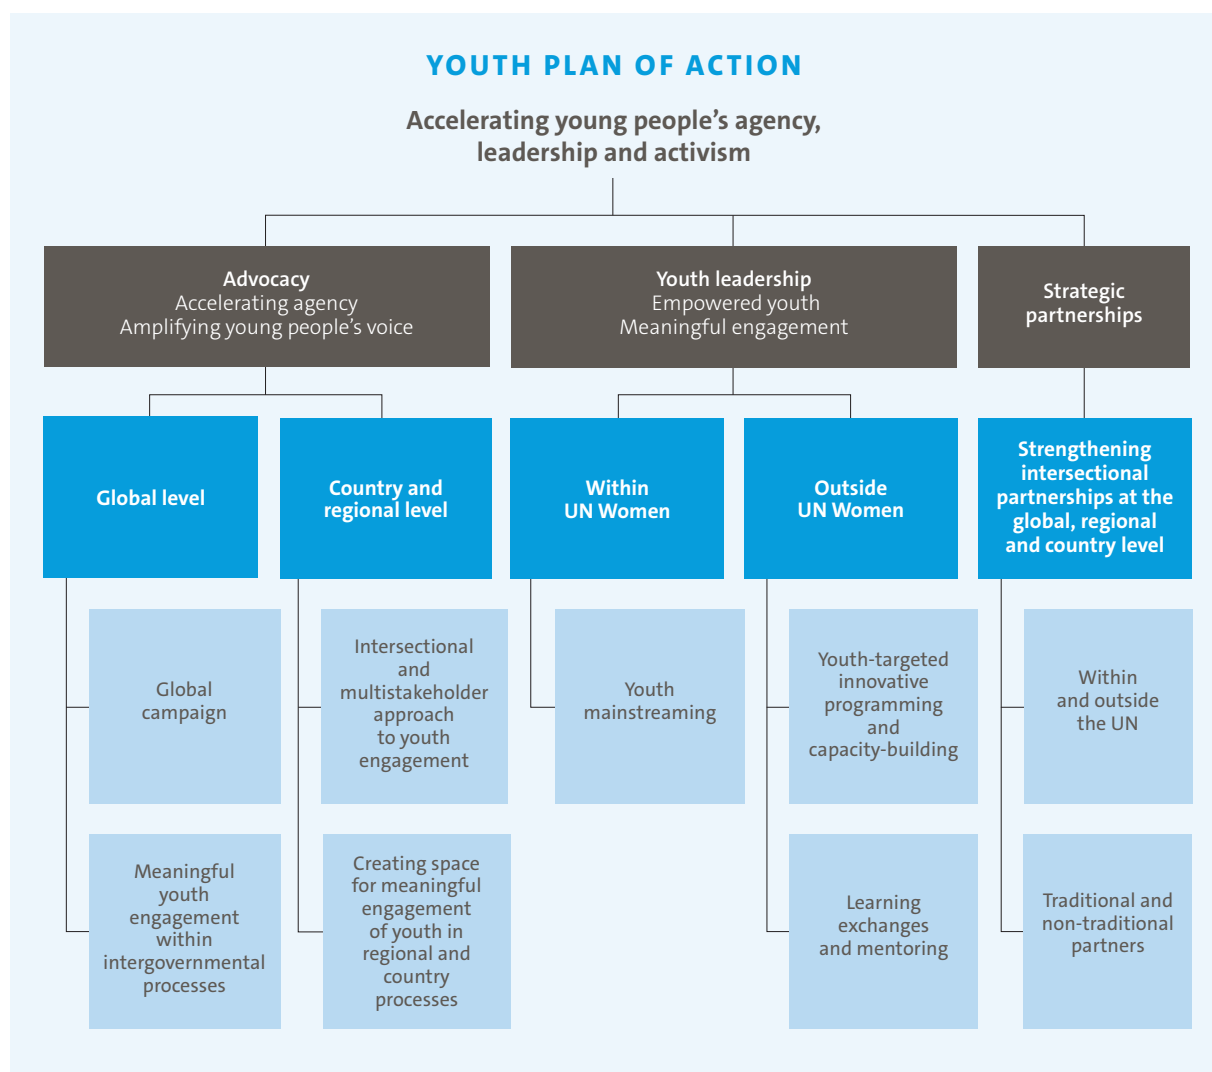 YOUTH PLAN OF ACTION
Accelerating young people’s agency,
leadership and activism
Advocacy
Accelerating agency
Amplifying young people’s voice
Youth leadership
Empowered youth
Meaningful engagement
Strategic
partnerships
Global level
Country and
regional level
Within
UN Women
Outside
UN Women
Strengthening
intersectional
partnerships at the
global, regional
and country level
Global
campaign
Intersectional
and
multistakeholder
approach
to youth
engagement
Youth
mainstreaming
Youth-targeted
innovative
programming
and
capacity-building
Within
and outside
the UN
Meaningful
youth
engagement
within
intergovernmental
processes
Creating space
for meaningful
engagement
of youth in
regional and
country
processes
Learning
exchanges
and mentoring
Traditional and
non-traditional
partners